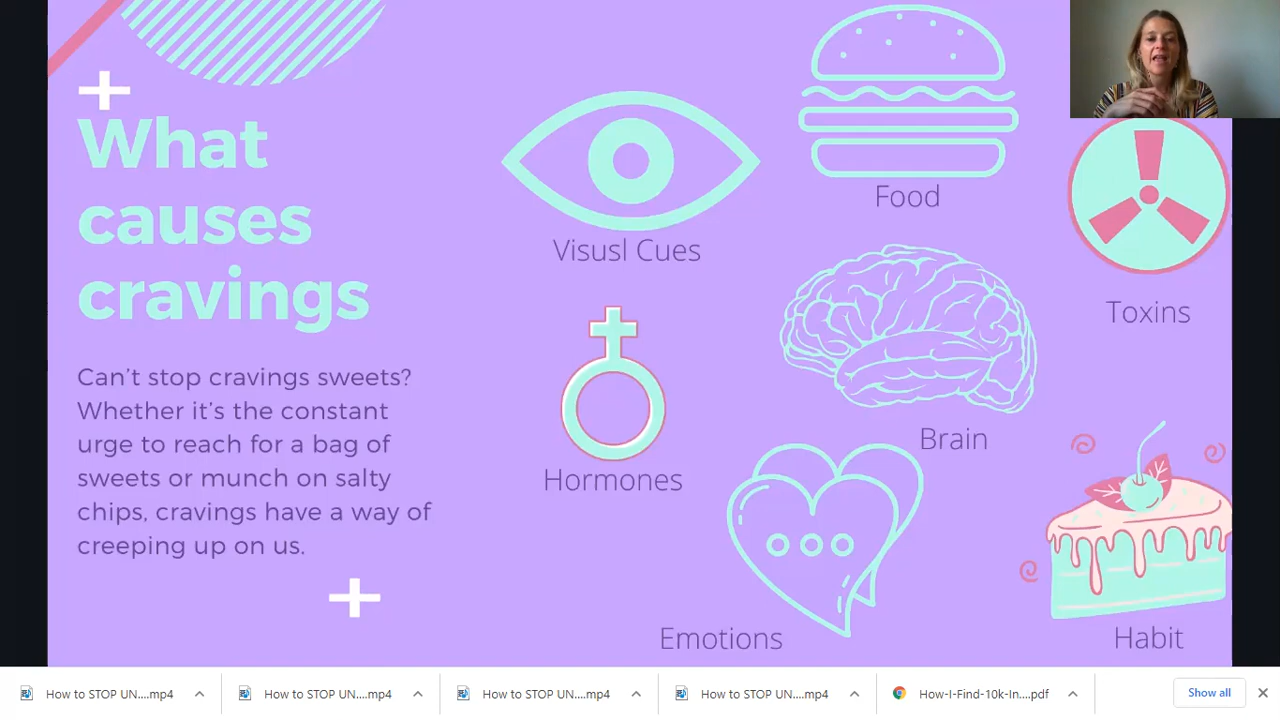 What
causes
cravings
Can't stop cravings sweets?
Whether it's the constant
urge to reach for a bag of
sweets or munch on salty
chips, cravings have a way of
creeping up on us.
Visusl Cues
Food
Toxins
Hormones
Brain
Emotions
Habit
How to STOP UN....mp4
How to STOP UN....mp4
How to STOP UN....mp4
How to STOP UN....mp4
How-I-Find-10k-In....pdf
Show all